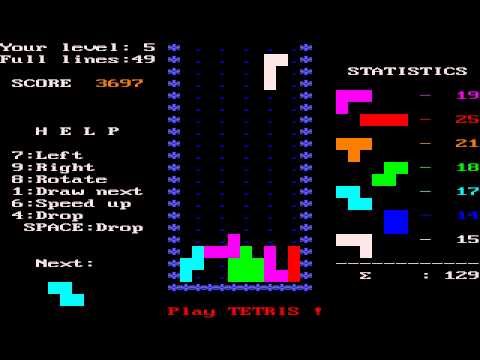 Your level: 5
Full lines:49
SCORE 3697
H E L P
7:Left
9:Right
8:Rotate
1:Draw next
6:Speed up
4:Drop
SPACE:Drop
Next:
Play TETRIS !
STATISTICS
- 19
- 25
- 21
- 18
- 17
- 14
- 15
Σ : 129